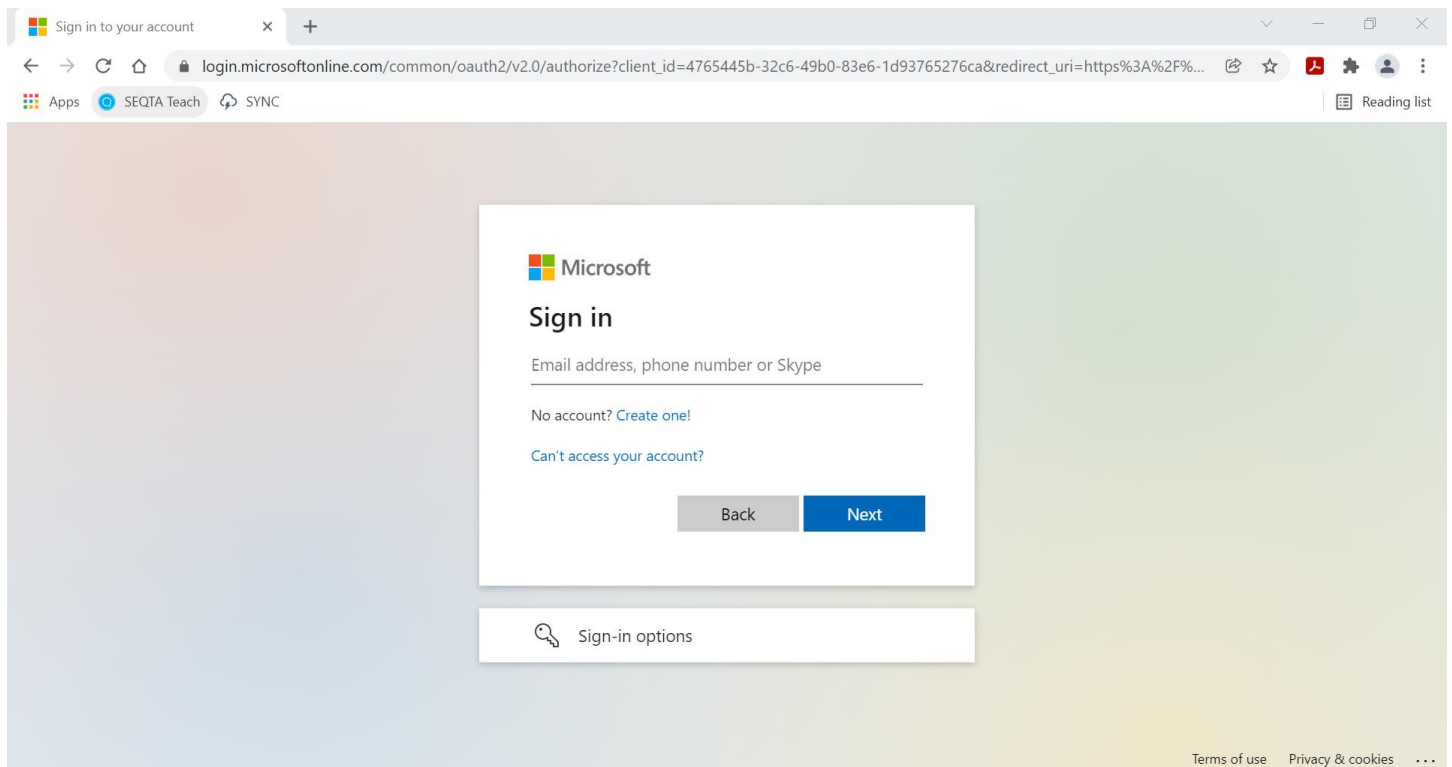 Sign in to your account
login.microsoftonline.com/common/oauth2/v2.0/authorize?client_id=4765445b-32c6-49b0-83e6-1d93765276ca&redirect_uri=https%3A%2F%...
Apps SEQTA Teach SYNC Reading list
Microsoft
Sign in
Email address, phone number or Skype
No account? Create one!
Can't access your account?
Back Next
Sign-in options
Terms of use Privacy & cookies ...